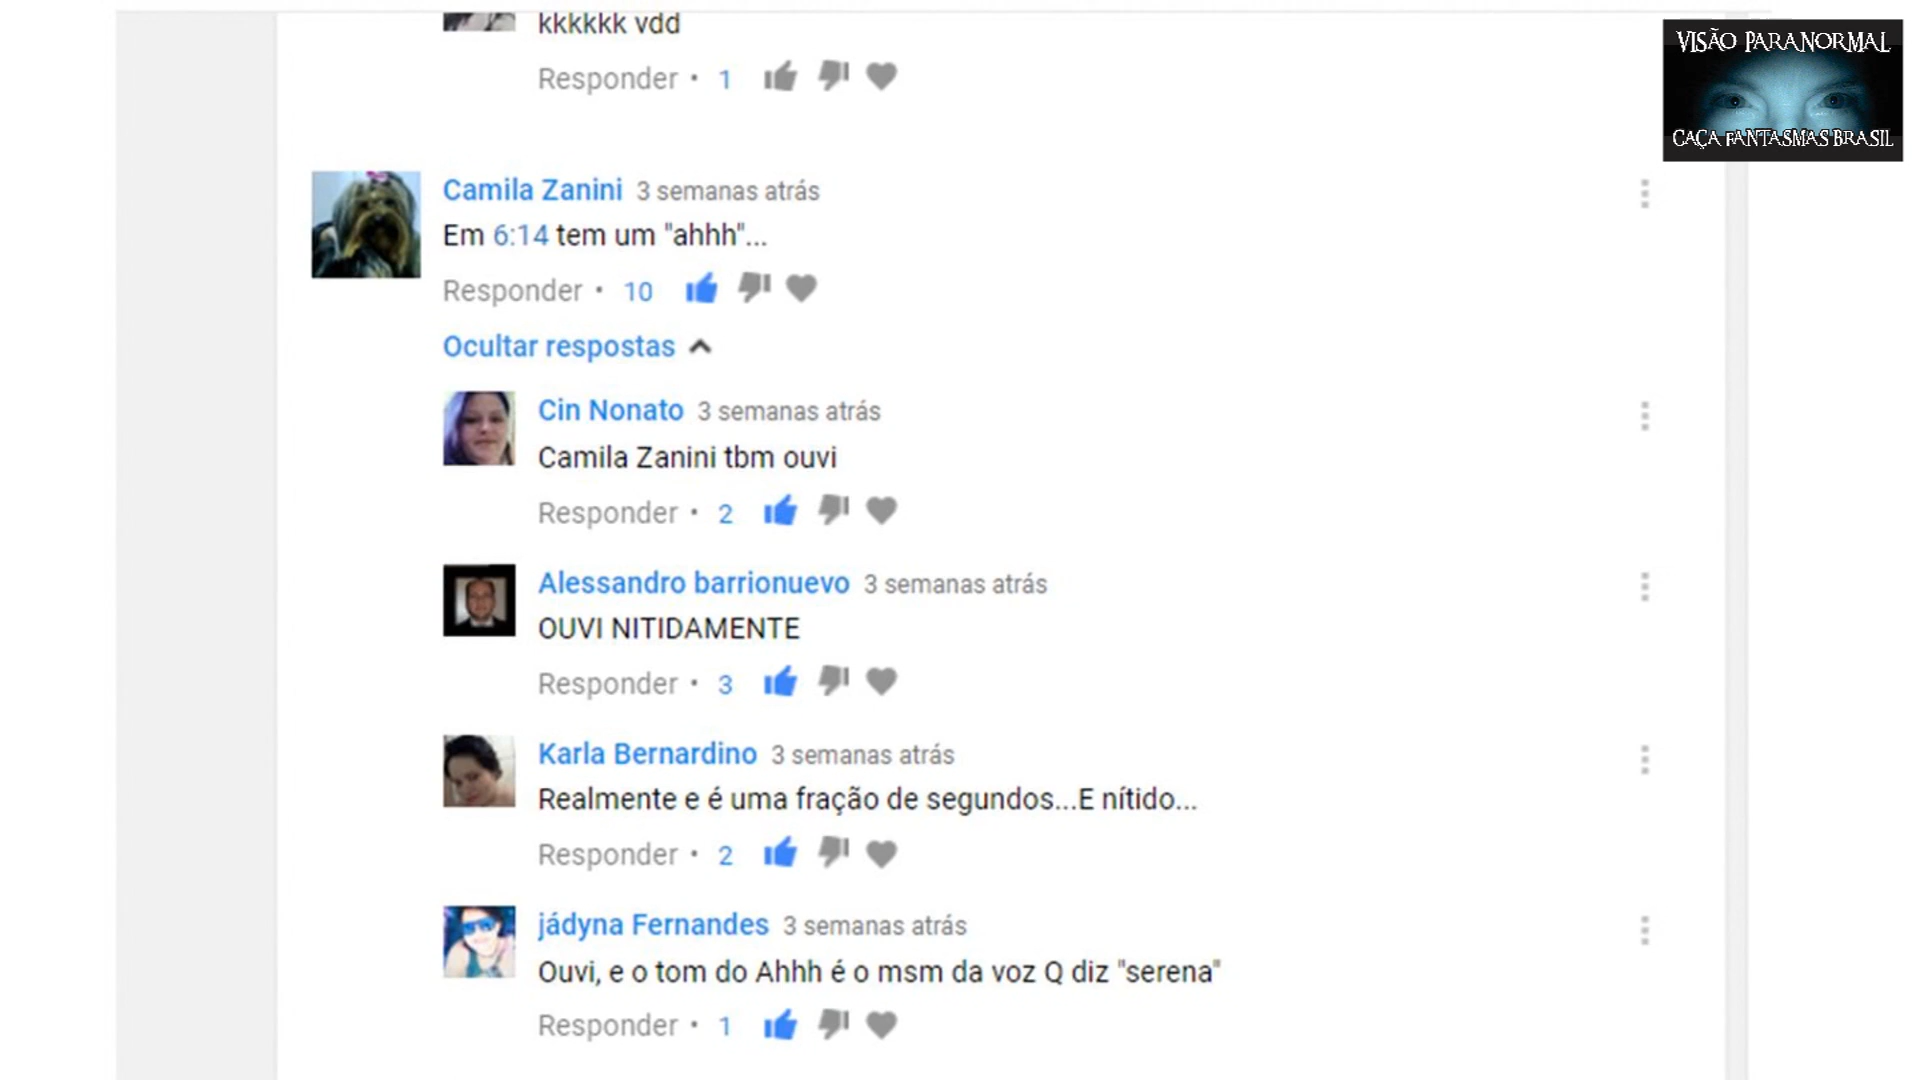 kkkkkk vdd
Responder • 1
VISÃO PARANORMAL
CAÇA FANTASMAS BRASIL
Camila Zanini 3 semanas atrás
Em 6:14 tem um "ahhh"...
Responder • 10
Ocultar respostas
Cin Nonato 3 semanas atrás
Camila Zanini tbm ouvi
Responder • 2
Alessandro barrionuevo 3 semanas atrás
OUVI NITIDAMENTE
Responder • 3
Karla Bernardino 3 semanas atrás
Realmente e é uma fração de segundos...E nítido...
Responder • 2
jádyna Fernandes 3 semanas atrás
Ouvi, e o tom do Ahhh é o msm da voz Q diz "serena"
Responder • 1